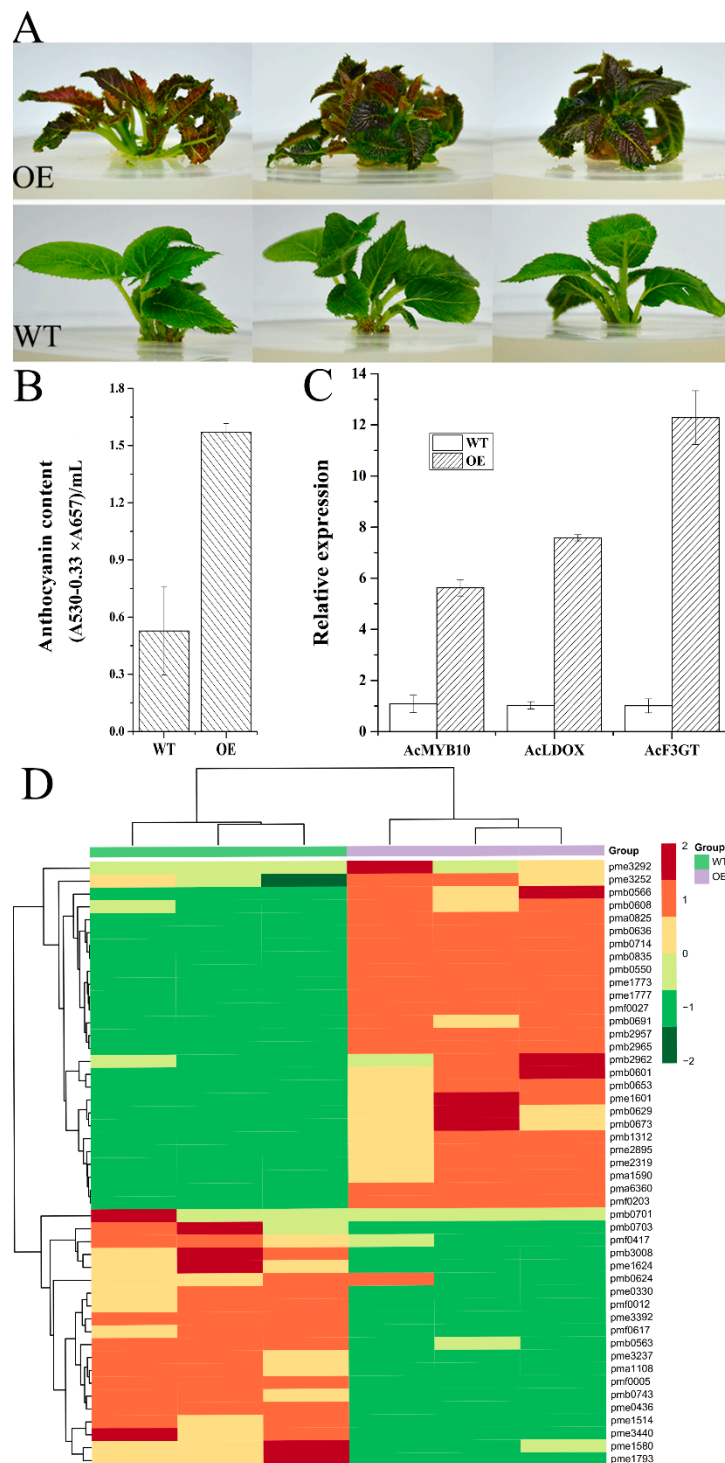 A
OE
WT
B
Anthocyanin content
(A530-0.33 ×A657)/mL
1.8
1.5
1.2
0.9
0.6
0.3
0.0
WT
OE
C
Relative expression
14
12
10
8
6
4
2
0
WT
OE
AcMYB10
AcLDOX
AcF3GT
D
Group
pme3292
pme3252
pmb0566
pmb0608
pma0825
pmb0636
pmb0714
pmb0835
pmb0550
pme1773
pme1777
pmf0027
pmb0691
pmb2957
pmb2965
pmb2962
pmb0601
pmb0653
pme1601
pmb0629
pmb0673
pmb1312
pme2895
pme2319
pma1590
pma6360
pmf0203
pmb0701
pmb0703
pmf0417
pmb3008
pme1624
pmb0624
pme0330
pmf0012
pme3392
pmf0617
pmb0563
pme3237
pma1108
pmf0005
pmb0743
pme0436
pme1514
pme3440
pme1580
pme1793
2
1
0
−1
−2
Group
WT
OE